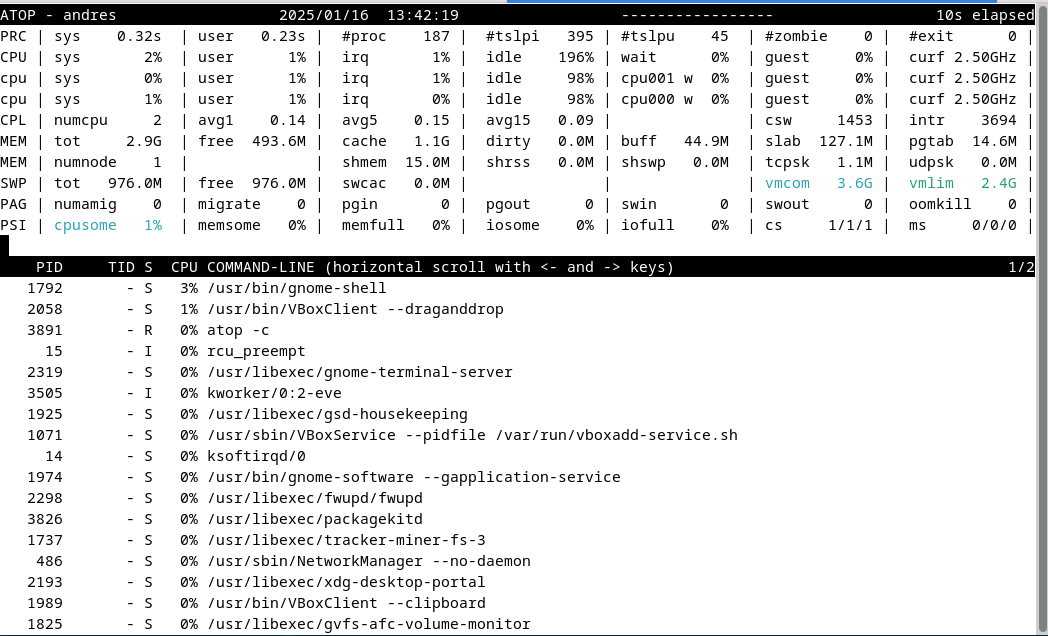 ATOP - andres 2025/01/16 13:42:19 ----------------- 10s elapsed
PRC | sys 0.32s | user 0.23s | #proc 187 | #tslpi 395 | #tslpu 45 | #zombie 0 | #exit 0 |
CPU | sys 2% | user 1% | irq 1% | idle 196% | wait 0% | guest 0% | curf 2.50GHz |
cpu | sys 0% | user 1% | irq 1% | idle 98% | cpu001 w 0% | guest 0% | curf 2.50GHz |
cpu | sys 1% | user 1% | irq 0% | idle 98% | cpu000 w 0% | guest 0% | curf 2.50GHz |
CPL | numcpu 2 | avg1 0.14 | avg5 0.15 | avg15 0.09 | | csw 1453 | intr 3694 |
MEM | tot 2.9G | free 493.6M | cache 1.1G | dirty 0.0M | buff 44.9M | slab 127.1M | pgtab 14.6M |
MEM | numnode 1 | | shmem 15.0M | shrss 0.0M | shswp 0.0M | tcpsk 1.1M | udpsk 0.0M |
SWP | tot 976.0M | free 976.0M | swcac 0.0M | | | vmcom 3.6G | vmlim 2.4G |
PAG | numamig 0 | migrate 0 | pgin 0 | pgout 0 | swin 0 | swout 0 | oomkill 0 |
PSI | cpusome 1% | memsome 0% | memfull 0% | iosome 0% | iofull 0% | cs 1/1/1 | ms 0/0/0 |
PID TID S CPU COMMAND-LINE (horizontal scroll with <- and -> keys) 1/2
1792 - S 3% /usr/bin/gnome-shell
2058 - S 1% /usr/bin/VBoxClient --draganddrop
3891 - R 0% atop -c
15 - I 0% rcu_preempt
2319 - S 0% /usr/libexec/gnome-terminal-server
3505 - I 0% kworker/0:2-eve
1925 - S 0% /usr/libexec/gsd-housekeeping
1071 - S 0% /usr/sbin/VBoxService --pidfile /var/run/vboxadd-service.sh
14 - S 0% ksoftirqd/0
1974 - S 0% /usr/bin/gnome-software --gapplication-service
2298 - S 0% /usr/libexec/fwupd/fwupd
3826 - S 0% /usr/libexec/packagekitd
1737 - S 0% /usr/libexec/tracker-miner-fs-3
486 - S 0% /usr/sbin/NetworkManager --no-daemon
2193 - S 0% /usr/libexec/xdg-desktop-portal
1989 - S 0% /usr/bin/VBoxClient --clipboard
1825 - S 0% /usr/libexec/gvfs-afc-volume-monitor